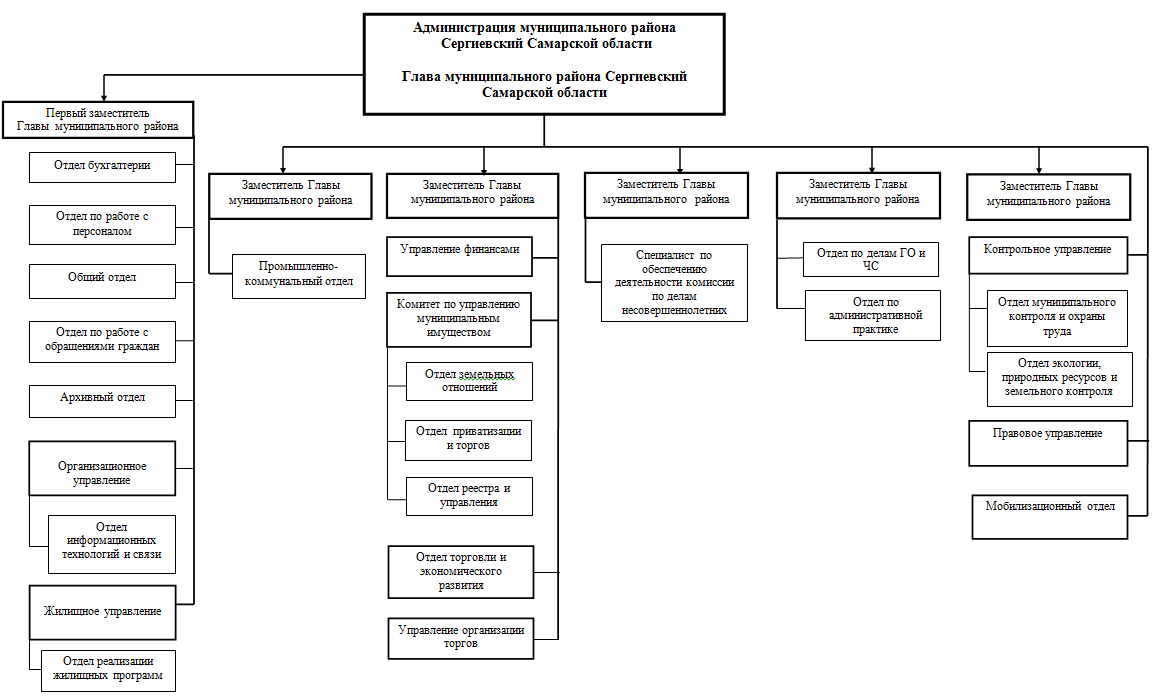 Администрация муниципального района
Сергиевский Самарской области
Глава муниципального района Сергиевский
Самарской области
Первый заместитель
Главы муниципального района
Отдел бухгалтерии
Отдел по работе с
персоналом
Общий отдел
Отдел по работе с
обращениями граждан
Архивный отдел
Организационное
управление
Отдел
информационных
технологий и связи
Жилищное управление
Отдел реализации
жилищных программ
Заместитель Главы
муниципального района
Промышленно-
коммунальный отдел
Заместитель Главы
муниципального района
Управление финансами
Комитет по управлению
муниципальным
имуществом
Отдел земельных
отношений
Отдел приватизации
и торгов
Отдел реестра и
управления
Отдел торговли и
экономического
развития
Управление организации
торгов
Заместитель Главы
муниципального района
Специалист по
обеспечению
деятельности комиссии
по делам
несовершеннолетних
Заместитель Главы
муниципального района
Отдел по делам ГО и
ЧС
Отдел по
административной
практике
Заместитель Главы
муниципального района
Контрольное управление
Отдел муниципального
контроля и охраны
труда
Отдел экологии,
природных ресурсов и
земельного контроля
Правовое управление
Мобилизационный отдел